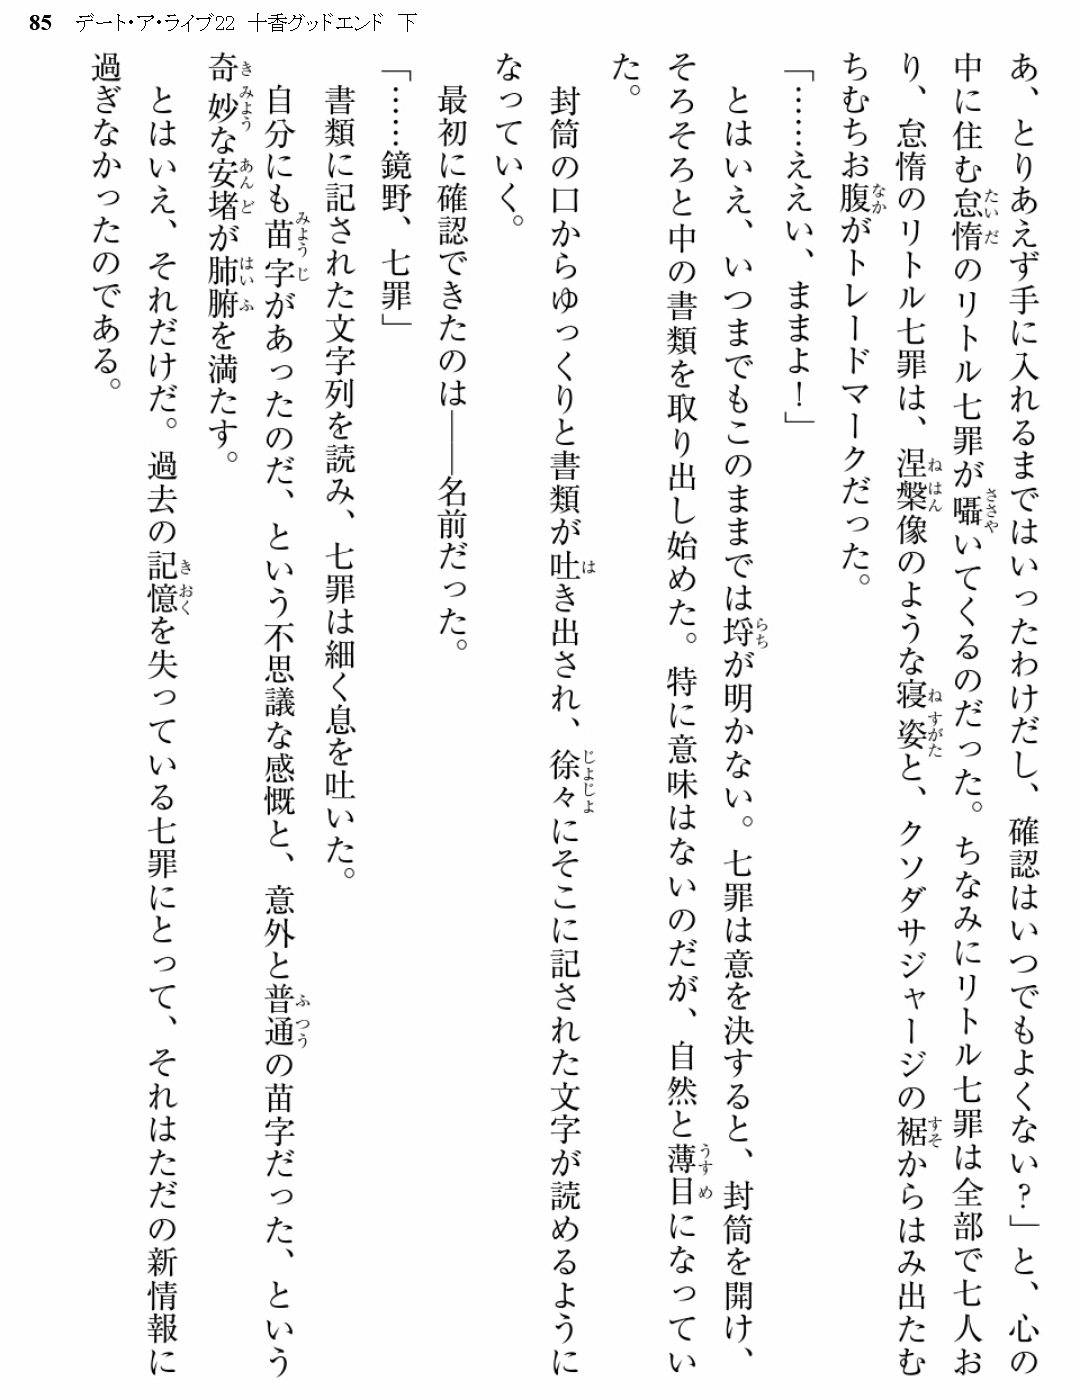 85 デート・ア・ライブ22 十香グッドエンド 下
あ、とりあえず手に入れるまではいったわけだし、確認はいつでもよくない？」と、心の
中に住む怠惰のリトル七罪が囁いてくるのだった。ちなみにリトル七罪は全部で七人お
り、怠惰のリトル七罪は、涅槃像のような寝姿と、クソダサジャージの裾からはみ出たむ
ちむちお腹がトレードマークだった。
「……ええい、ままよ！」
とはいえ、いつまでもこのままでは埒が明かない。七罪は意を決すると、封筒を開け、
そろそろと中の書類を取り出し始めた。特に意味はないのだが、自然と薄目になってい
た。
封筒の口からゆっくりと書類が吐き出され、徐々にそこに記された文字が読めるように
なっていく。
最初に確認できたのは――名前だった。
「……鏡野、七罪」
書類に記された文字列を読み、七罪は細く息を吐いた。
自分にも苗字があったのだ、という不思議な感慨と、意外と普通の苗字だった、という
奇妙な安堵が肺腑を満たす。
とはいえ、それだけだ。過去の記憶を失っている七罪にとって、それはただの新情報に
過ぎなかったのである。